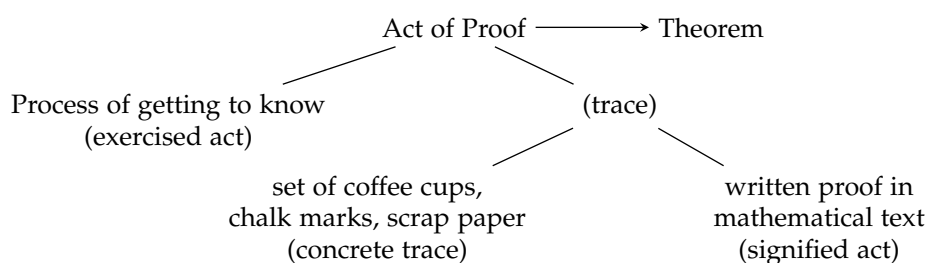 Act of Proof
Theorem
Process of getting to know
(exercised act)
(trace)
set of coffee cups,
chalk marks, scrap paper
(concrete trace)
written proof in
mathematical text
(signified act)